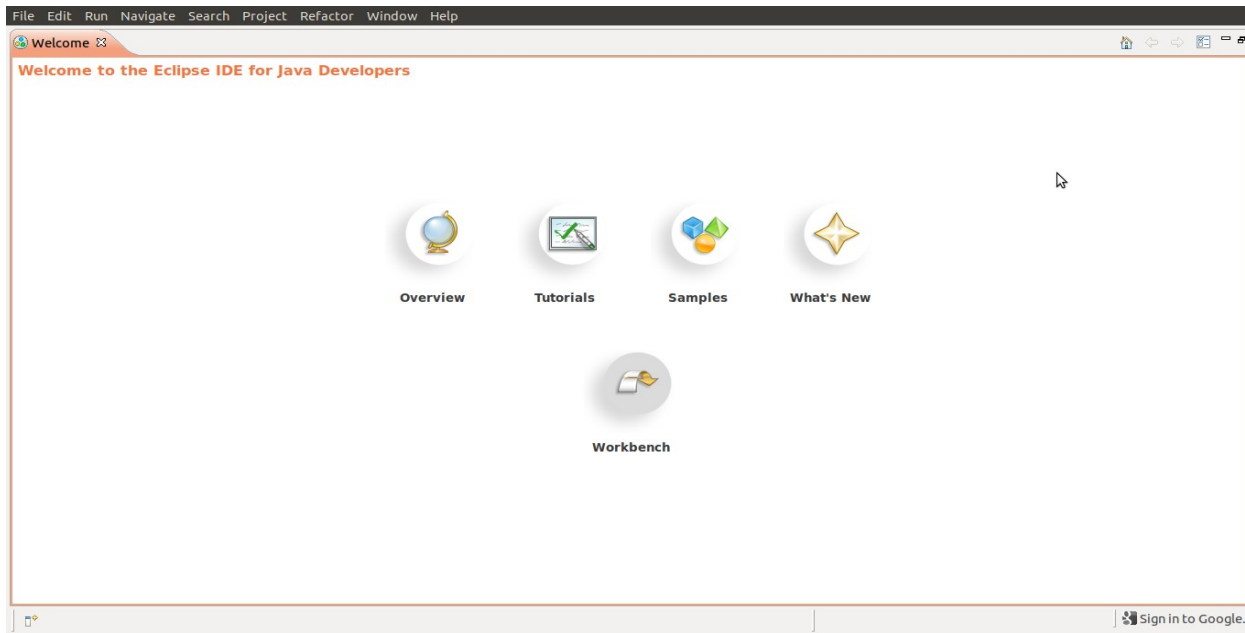 File Edit Run Navigate Search Project Refactor Window Help
Welcome
Welcome to the Eclipse IDE for Java Developers
Overview Tutorials Samples What's New
Workbench
Sign in to Google.